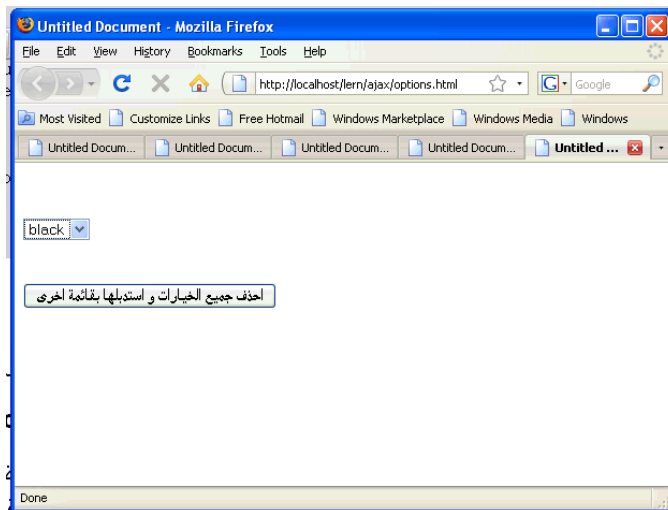 Untitled Document - Mozilla Firefox
File Edit View History Bookmarks Tools Help
http://localhost/lern/ajax/options.html G Google
Most Visited Customize Links Free Hotmail Windows Marketplace Windows Media Windows
Untitled Docum... Untitled Docum... Untitled Docum... Untitled Docum... Untitled ...
black
احذف جميع الخيارات و استدبلها بقائمة اخرى
Done